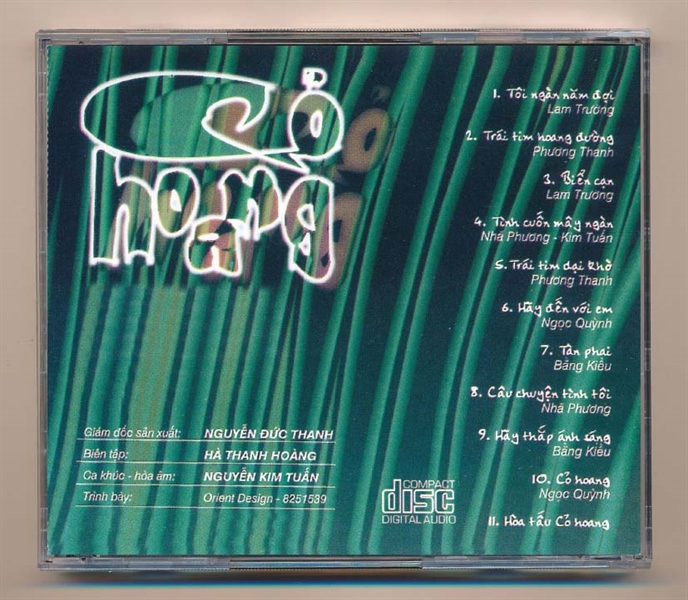 Cỏ
hoang
1. Tôi ngàn năm đợi
Lam Trường
2. Trái tim hoang đường
Phương Thanh
3. Biển cạn
Lam Trường
4. Tình cuốn mây ngàn
Nhã Phương - Kim Tuấn
5. Trái tim dại khờ
Phương Thanh
6. Hãy đến với em
Ngọc Quỳnh
7. Tàn phai
Bằng Kiều
8. Câu chuyện tình tôi
Nhã Phương
9. Hãy thắp ánh sáng
Bằng Kiều
10. Cỏ hoang
Ngọc Quỳnh
11. Hòa tấu Cỏ hoang
Giám đốc sản xuất: NGUYỄN ĐỨC THANH
Biên tập: HÀ THANH HOÀNG
Ca khúc - hòa âm: NGUYỄN KIM TUẤN
Trình bày: Orient Design - 8251539
COMPACT
disc
DIGITAL AUDIO